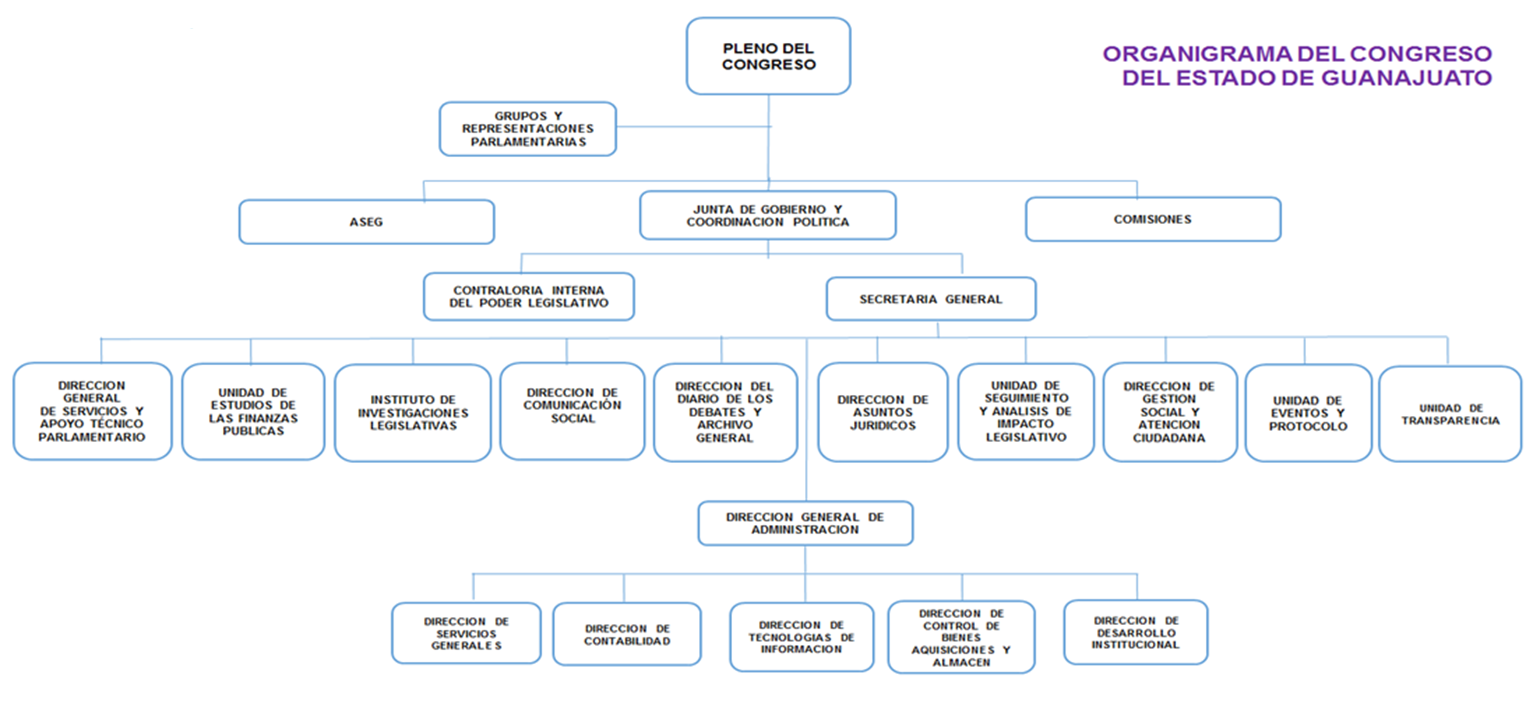 PLENO DEL
CONGRESO
ORGANIGRAMA DEL CONGRESO
DEL ESTADO DE GUANAJUATO
GRUPOS Y
REPRESENTACIONES
PARLAMENTARIAS
ASEG
JUNTA DE GOBIERNO Y
COORDINACION POLITICA
COMISIONES
CONTRALORIA INTERNA
DEL PODER LEGISLATIVO
SECRETARIA GENERAL
DIRECCION
GENERAL
DE SERVICIOS Y
APOYO TÉCNICO
PARLAMENTARIO
UNIDAD DE
ESTUDIOS DE
LAS FINANZAS
PUBLICAS
INSTITUTO DE
INVESTIGACIONES
LEGISLATIVAS
DIRECCION DE
COMUNICACIÓN
SOCIAL
DIRECCION DEL
DIARIO DE LOS
DEBATES Y
ARCHIVO
GENERAL
DIRECCION DE
ASUNTOS
JURIDICOS
UNIDAD DE
SEGUIMIENTO
Y ANALISIS DE
IMPACTO
LEGISLATIVO
DIRECCION DE
GESTION
SOCIAL Y
ATENCION
CIUDADANA
UNIDAD DE
EVENTOS Y
PROTOCOLO
UNIDAD DE
TRANSPARENCIA
DIRECCION GENERAL DE
ADMINISTRACION
DIRECCION DE
SERVICIOS
GENERALES
DIRECCION DE
CONTABILIDAD
DIRECCION DE
TECNOLOGIAS DE
INFORMACION
DIRECCION DE
CONTROL DE
BIENES
AQUISICIONES Y
ALMACEN
DIRECCION DE
DESARROLLO
INSTITUCIONAL